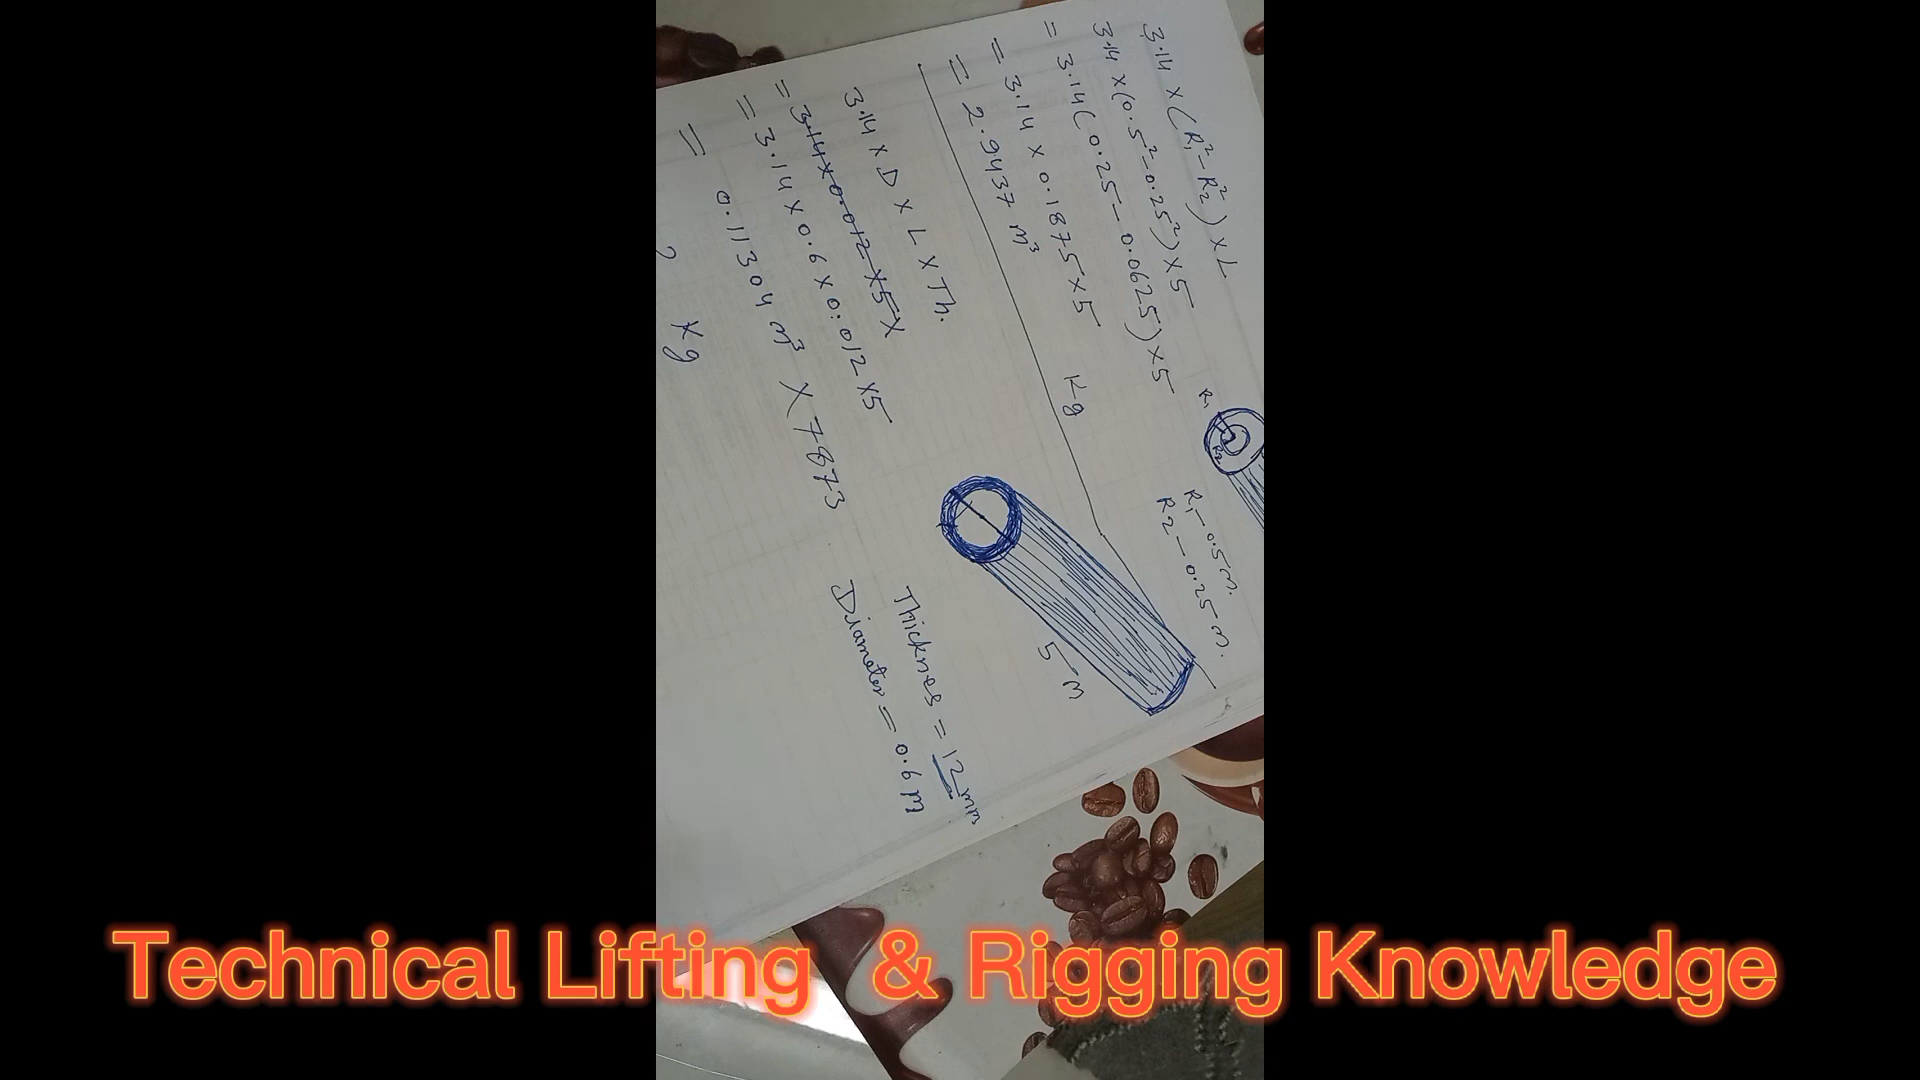 3.14 × (R₁² - R₂²) × L
3.14 × (0.5² - 0.25²) × 5
= 3.14 (0.25 - 0.0625) × 5
= 3.14 × 0.1875 × 5
= 2.9437 m³ Kg
R₁
R₂
R₁ - 0.5 m.
R2 - 0.25 m.
3.14 × D × L × Th.
= 3.14 × 0.012 × 5 ×
= 3.14 × 0.6 × 0.012 × 5
= 0.11304 m³ × 7873
? Kg
5 m
Thicknes = 12 mm
Diameter = 0.6 M
Technical Lifting & Rigging Knowledge